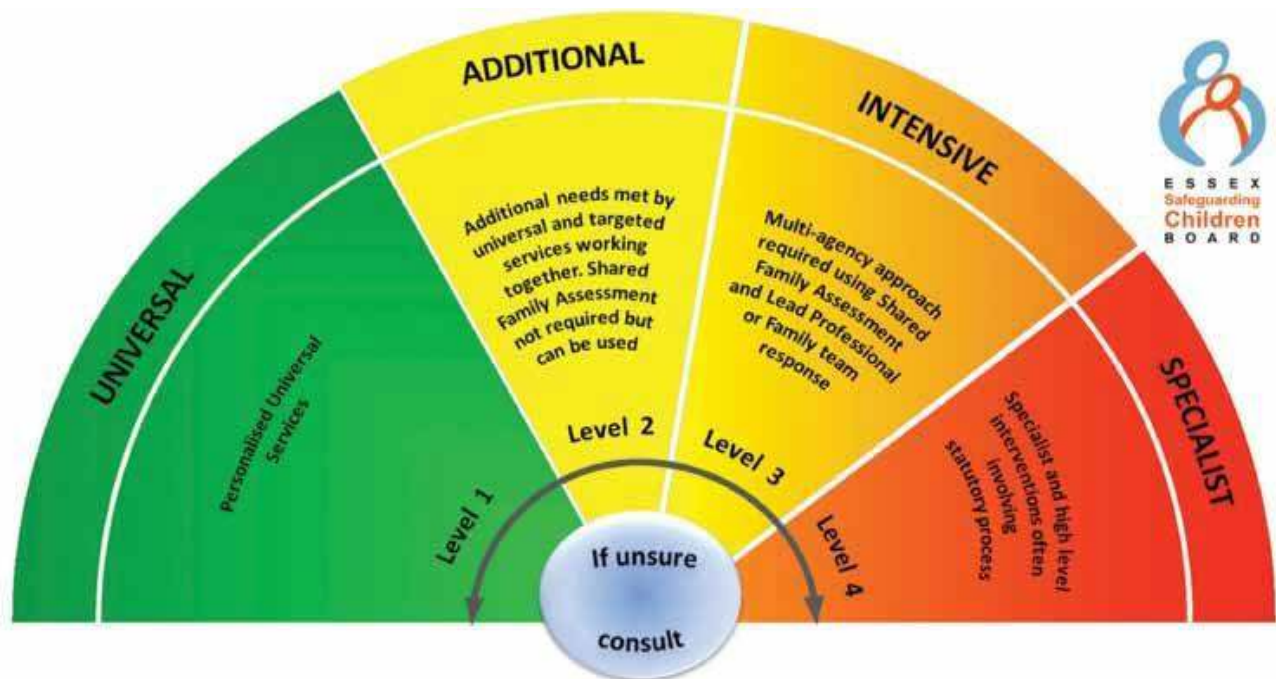 UNIVERSAL
Personalised Universal
Services
Level 1
ADDITIONAL
Additional needs met by
universal and targeted
services working
together. Shared
Family Assessment
not required but
can be used
Level 2
INTENSIVE
Multi-agency approach
required using Shared
Family Assessment
and Lead Professional
or Family team
response
Level 3
SPECIALIST
Specialist and high level
interventions often
involving
statutory process
Level 4
If unsure
consult
ESSEX
Safeguarding
Children
BOARD